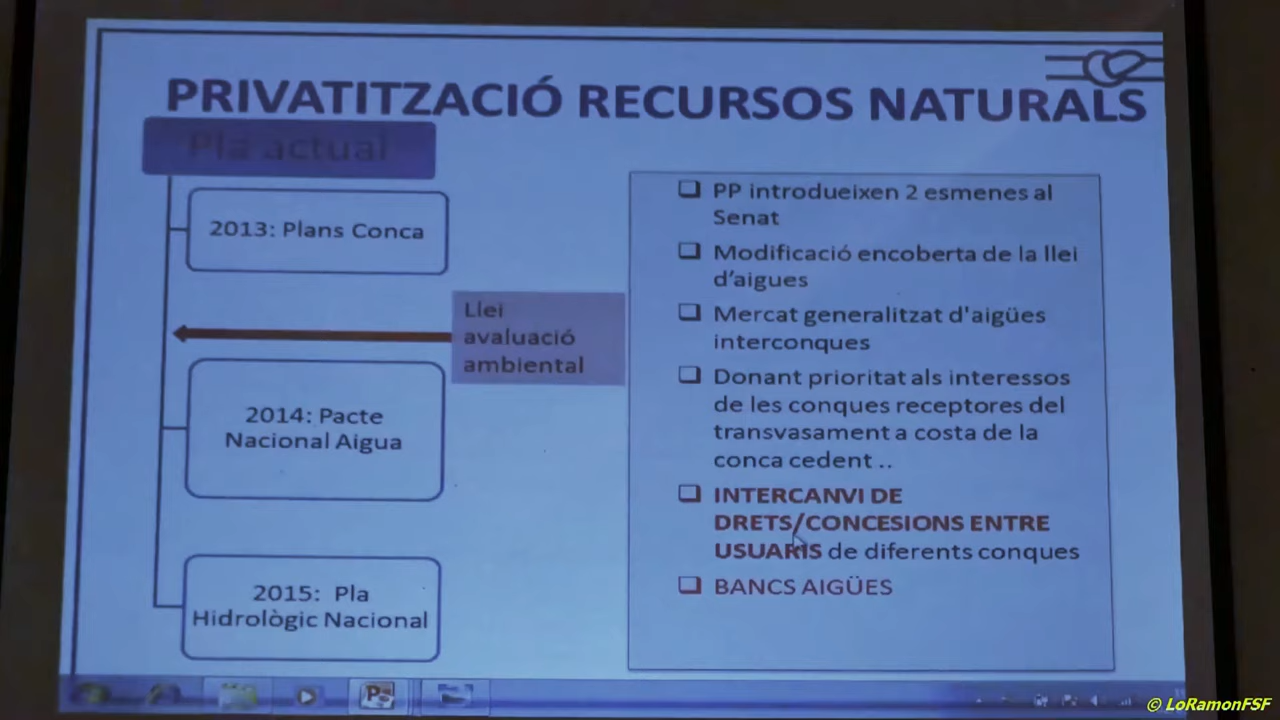 PRIVATITZACIÓ RECURSOS NATURALS
Pla actual
2013: Plans Conca
Llei
avaluació
ambiental
2014: Pacte
Nacional Aigua
2015: Pla
Hidrològic Nacional
PP introdueixen 2 esmenes al
Senat
Modificació encoberta de la llei
d'aigues
Mercat generalitzat d'aigües
interconques
Donant prioritat als interessos
de les conques receptores del
transvasament a costa de la
conca cedent ..
INTERCANVI DE
DRETS/CONCESIONS ENTRE
USUARIS de diferents conques
BANCS AIGÜES
© LoRamonFSF